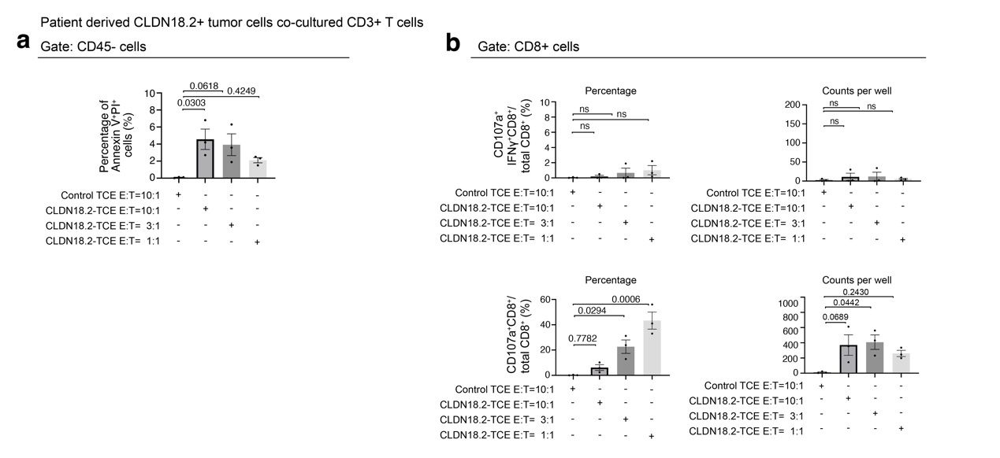 Patient derived CLDN18.2+ tumor cells co-cultured CD3+ T cells
a
Gate: CD45- cells
Percentage of
Annexin V⁺PI⁺
cells (%)
10
8
6
4
2
0
0.0618
0.4249
0.0303
Control TCE E:T=10:1 + - - -
CLDN18.2-TCE E:T=10:1 - + - -
CLDN18.2-TCE E:T= 3:1 - - + -
CLDN18.2-TCE E:T= 1:1 - - - +
b
Gate: CD8+ cells
Percentage
CD107a⁺
IFNγ⁺CD8⁺/
total CD8⁺ (%)
10
8
6
4
2
0
ns
ns
ns
Control TCE E:T=10:1 + - - -
CLDN18.2-TCE E:T=10:1 - + - -
CLDN18.2-TCE E:T= 3:1 - - + -
CLDN18.2-TCE E:T= 1:1 - - - +
Counts per well
200
150
100
50
0
ns
ns
ns
Control TCE E:T=10:1 + - - -
CLDN18.2-TCE E:T=10:1 - + - -
CLDN18.2-TCE E:T= 3:1 - - + -
CLDN18.2-TCE E:T= 1:1 - - - +
Percentage
CD107a⁺CD8⁺/
total CD8⁺ (%)
60
40
20
0
0.0006
0.0294
0.7782
Control TCE E:T=10:1 + - - -
CLDN18.2-TCE E:T=10:1 - + - -
CLDN18.2-TCE E:T= 3:1 - - + -
CLDN18.2-TCE E:T= 1:1 - - - +
Counts per well
1000
800
600
400
200
0
0.2430
0.0442
0.0689
Control TCE E:T=10:1 + - - -
CLDN18.2-TCE E:T=10:1 - + - -
CLDN18.2-TCE E:T= 3:1 - - + -
CLDN18.2-TCE E:T= 1:1 - - - +